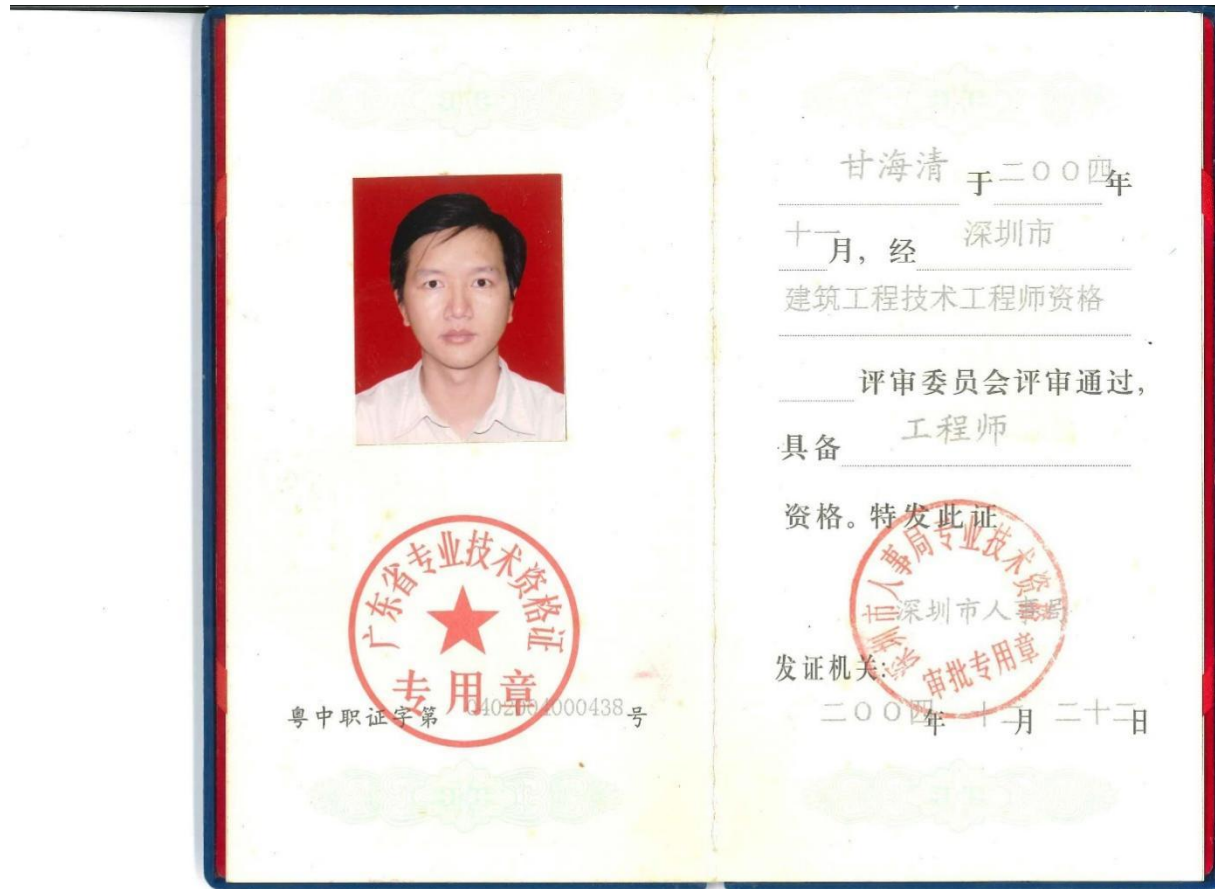 广东省专业技术资格证
专用章
粤中职证字第 0402004000438 号
甘海清 于二００四年
十一月，经 深圳市
建筑工程技术工程师资格
评审委员会评审通过，
具备 工程师
资格。特发此证
深圳市人事局专业技术资格
审批专用章
深圳市人事局
发证机关：
二００四年 十二月 二十二日